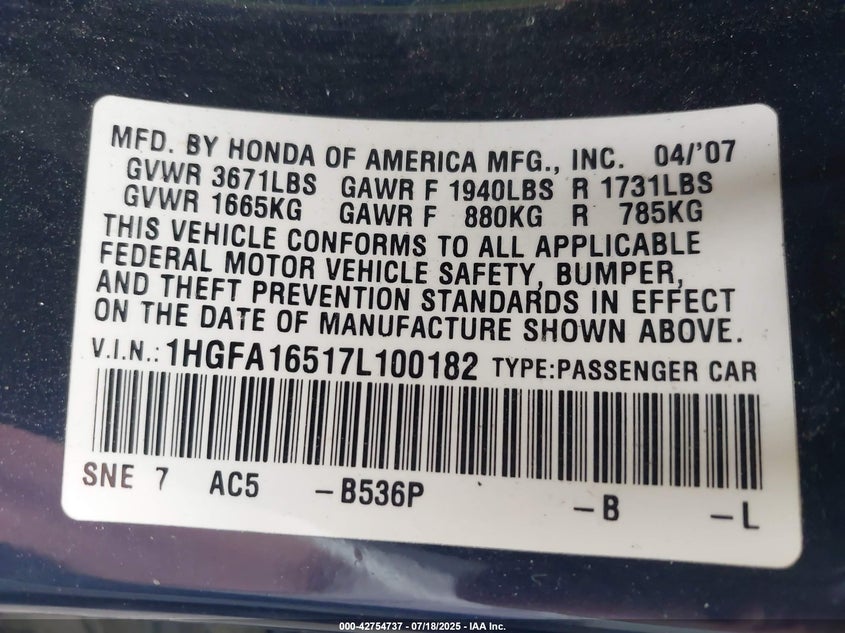 MFD. BY HONDA OF AMERICA MFG., INC. 04/'07
GVWR 3671LBS GAWR F 1940LBS R 1731LBS
GVWR 1665KG GAWR F 880KG R 785KG
THIS VEHICLE CONFORMS TO ALL APPLICABLE
FEDERAL MOTOR VEHICLE SAFETY, BUMPER,
AND THEFT PREVENTION STANDARDS IN EFFECT
ON THE DATE OF MANUFACTURE SHOWN ABOVE.
V.I.N.: 1HGFA16517L100182 TYPE:PASSENGER CAR
SNE 7 AC5 -B536P -B -L
000-42754737 - 07/18/2025 - IAA Inc.